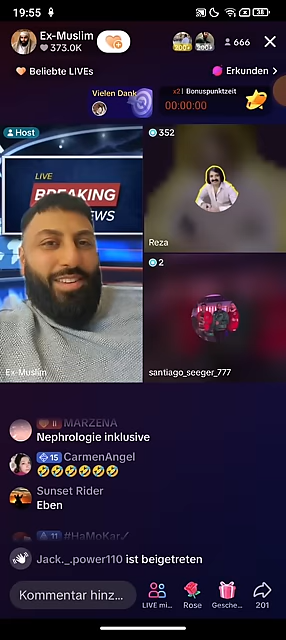 19:55
38
Ex-Muslim
373.0K
200+
200+
666
Beliebte LIVEs
Erkunden
Vielen Dank
x2 | Bonuspunktzeit
00:00:00
Host
352
LIVE
BREAKING
NEWS
Reza
2
Ex-Muslim
santiago_seeger_777
II MARZENA
Nephrologie inklusive
15 CarmenAngel
🤣🤣🤣🤣🤣🤣
Sunset Rider
Eben
11 #HaMoKar✓
Jack._.power110 ist beigetreten
Kommentar hinz...
LIVE mi...
Rose
Gesche...
201